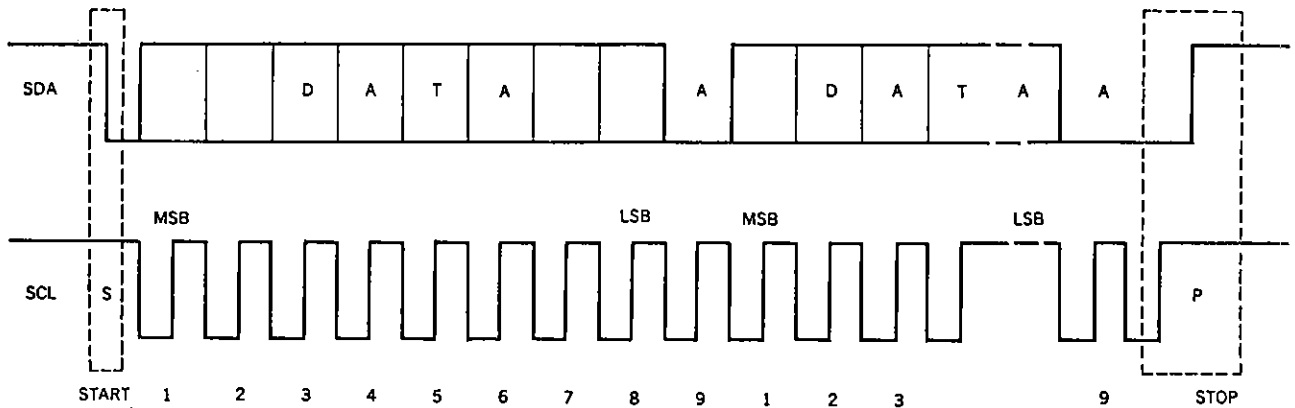 SDA D A T A A D A T A A
MSB LSB MSB LSB
SCL S P
START 1 2 3 4 5 6 7 8 9 1 2 3 9 STOP